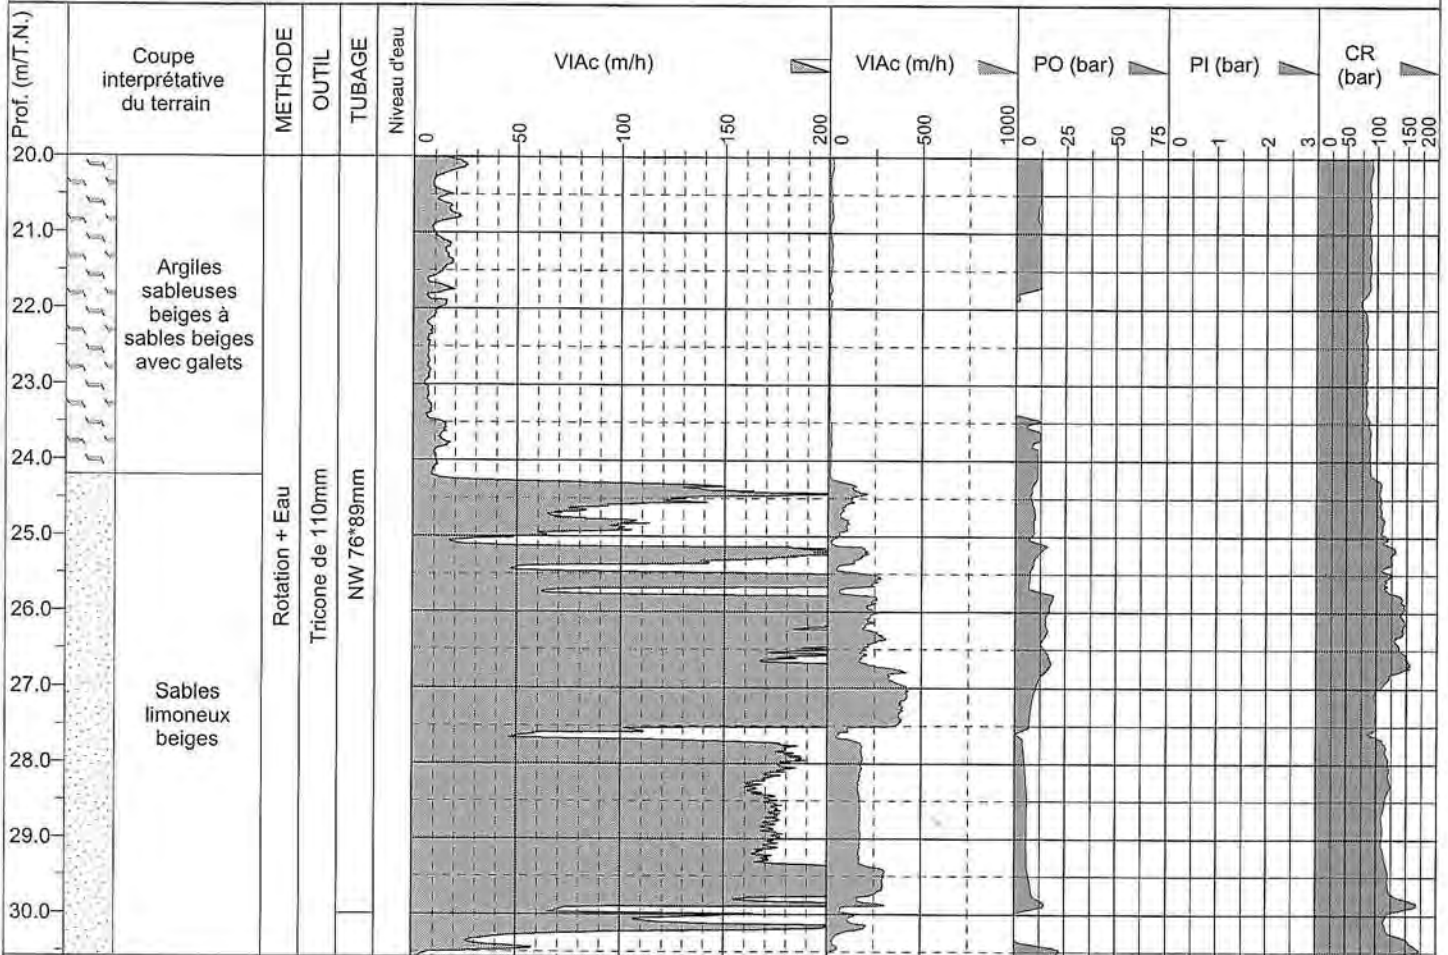 Prof. (m/T.N.)
Coupe
interprétative
du terrain
METHODE
OUTIL
TUBAGE
Niveau d'eau
VIAc (m/h)
0 50 100 150 200
VIAc (m/h)
0 500 1000
PO (bar)
0 25 50 75
PI (bar)
0 1 2 3
CR
(bar)
0 50 100 150 200
20.0
21.0
22.0
23.0
24.0
25.0
26.0
27.0
28.0
29.0
30.0
Argiles
sableuses
beiges à
sables beiges
avec galets
Sables
limoneux
beiges
Rotation + Eau
Tricone de 110mm
NW 76*89mm